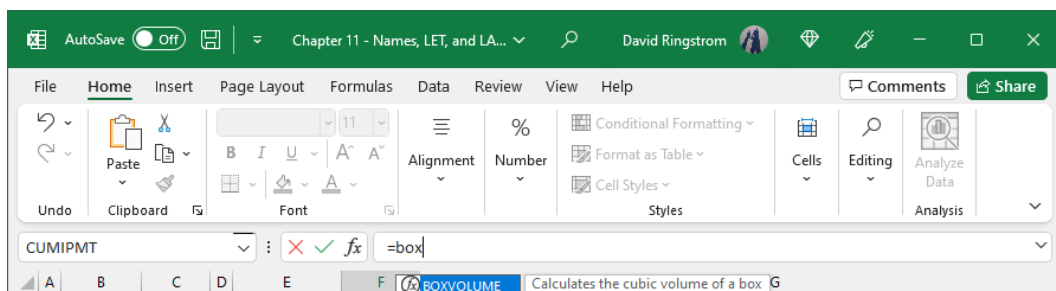 AutoSave Off Chapter 11 - Names, LET, and LA... David Ringstrom
File Home Insert Page Layout Formulas Data Review View Help Comments Share
11 % Conditional Formatting
B I U A A Format as Table
Paste Alignment Number Cell Styles Cells Editing Analyze Data
Undo Clipboard Font Styles Analysis
CUMIPMT fx =box
A B C D E F fx BOXVOLUME Calculates the cubic volume of a box G